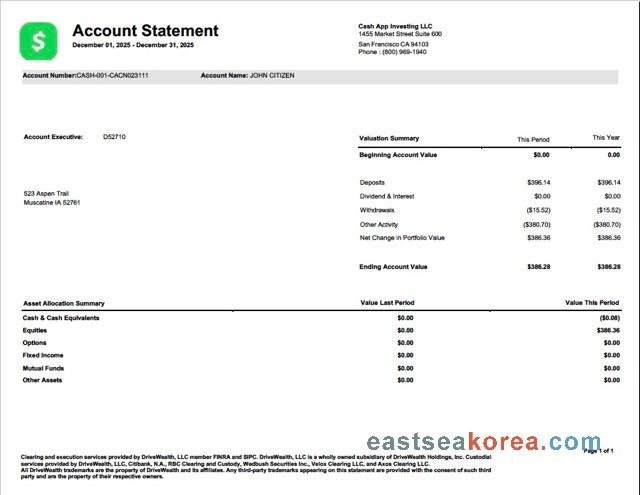 Account Statement
December 01, 2025 - December 31, 2025
Cash App Investing LLC
1455 Market Street Suite 600
San Francisco CA 94103
Phone : (800) 969-1940
Account Number:CASH-001-CACN023111 Account Name: JOHN CITIZEN
Account Executive: D52710
523 Aspen Trail
Muscatine IA 52761
Valuation Summary This Period This Year
Beginning Account Value $0.00 0.00
Deposits $396.14 $396.14
Dividend & Interest $0.00 $0.00
Withdrawals ($15.52) ($15.52)
Other Activity ($380.70) ($380.70)
Net Change in Portfolio Value $386.36 $386.36
Ending Account Value $386.28 $386.28
Asset Allocation Summary Value Last Period Value This Period
Cash & Cash Equivalents $0.00 ($0.08)
Equities $0.00 $386.36
Options $0.00 $0.00
Fixed Income $0.00 $0.00
Mutual Funds $0.00 $0.00
Other Assets $0.00 $0.00
eastseakorea.com
Page 1 of 1
Clearing and execution services provided by DriveWealth, LLC member FINRA and SIPC. DriveWealth, LLC is a wholly owned subsidiary of DriveWealth Holdings, Inc. Custodial
services provided by DriveWealth, LLC, Citibank, N.A., RBC Clearing and Custody, Wedbush Securities Inc., Velox Clearing LLC, and Axos Clearing LLC.
All DriveWealth trademarks are the property of DriveWealth and its affiliates. Any third-party trademarks appearing on this statement are provided with the consent of such third
party and are the property of their respective owners.